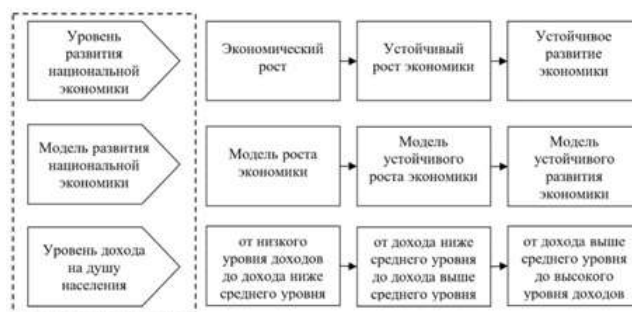 Уровень
развития
национальной
экономики
Экономический
рост
Устойчивый
рост экономики
Устойчивое
развитие
экономики
Модель развития
национальной
экономики
Модель роста
экономики
Модель
устойчивого
роста экономики
Модель
устойчивого
развития
экономики
Уровень дохода
на душу
населения
от низкого
уровня доходов
до дохода ниже
среднего уровня
от дохода ниже
среднего уровня
до дохода выше
среднего уровня
от дохода выше
среднего уровня
до высокого
уровня доходов